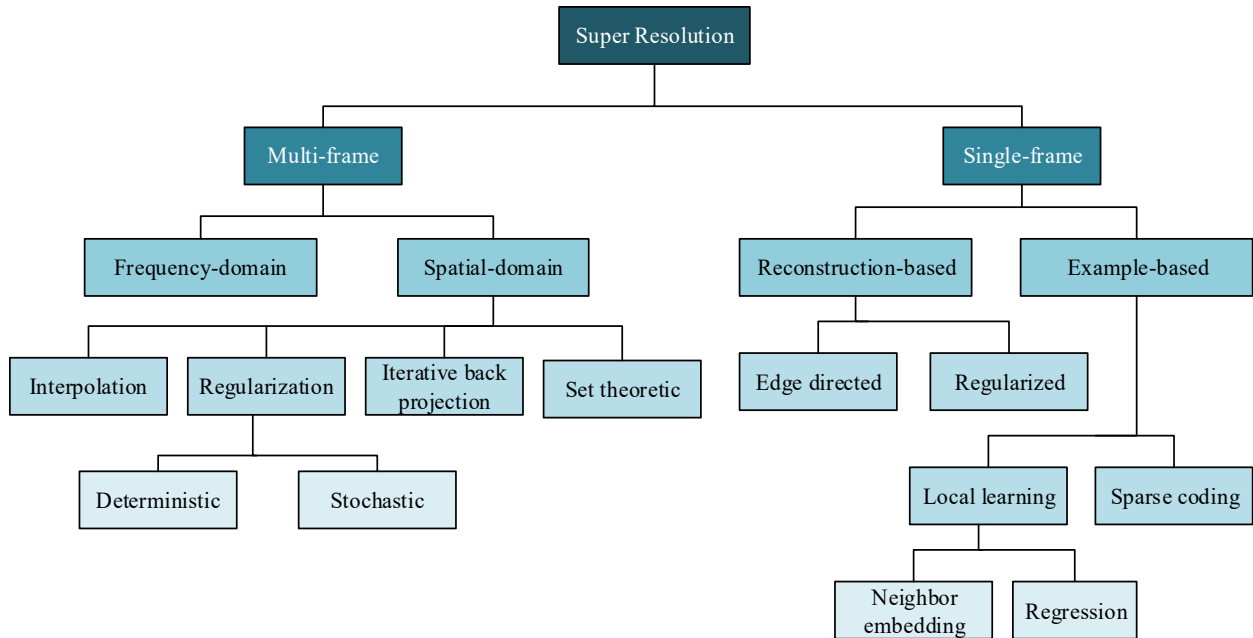 Super Resolution
Multi-frame
Single-frame
Frequency-domain
Spatial-domain
Reconstruction-based
Example-based
Interpolation
Regularization
Iterative back
projection
Set theoretic
Edge directed
Regularized
Deterministic
Stochastic
Local learning
Sparse coding
Neighbor
embedding
Regression